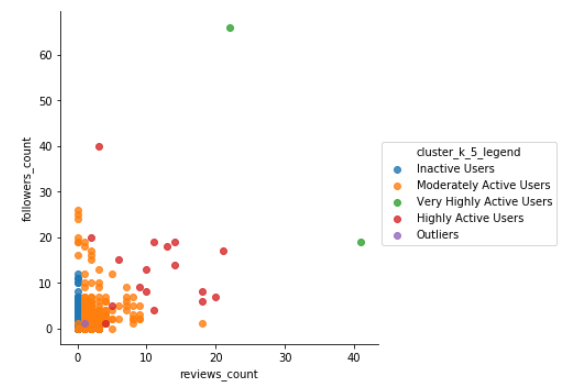 60
50
40
30
20
10
0
followers_count
0
10
20
30
40
reviews_count
cluster_k_5_legend
Inactive Users
Moderately Active Users
Very Highly Active Users
Highly Active Users
Outliers